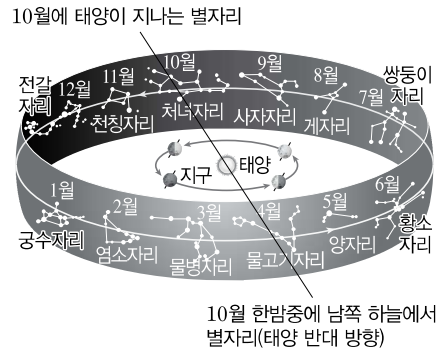 10월에 태양이 지나는 별자리
전갈
자리
12월
11월
10월
9월
8월
7월
쌍둥이
자리
천칭자리
처녀자리
사자자리
게자리
지구
태양
1월
2월
3월
4월
5월
6월
궁수자리
염소자리
물병자리
물고기자리
양자리
황소
자리
10월 한밤중에 남쪽 하늘에서
별자리(태양 반대 방향)